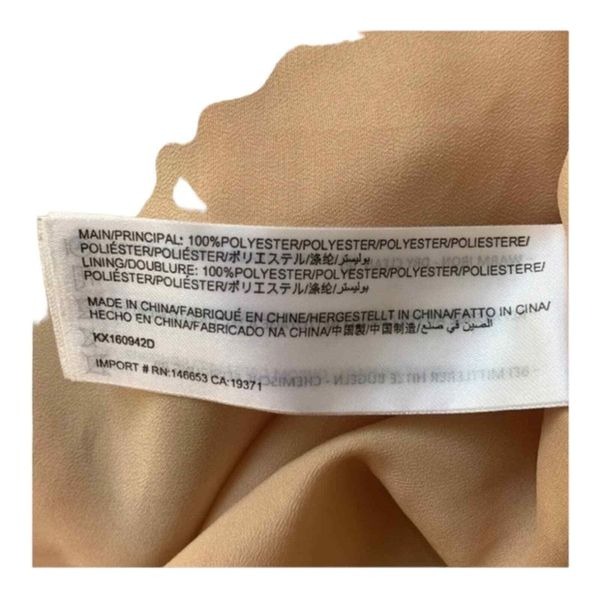 MAIN/PRINCIPAL: 100%POLYESTER/POLYESTER/POLYESTER/POLIESTERE/
POLIÉSTER/POLIÉSTER/ポリエステル/涤纶/بوليستر/
LINING/DOUBLURE: 100%POLYESTER/POLYESTER/POLYESTER/POLIESTERE/
POLIÉSTER/POLIÉSTER/ポリエステル/涤纶/بوليستر/
MADE IN CHINA/FABRIQUÉ EN CHINE/HERGESTELLT IN CHINA/FATTO IN CINA/
HECHO EN CHINA/FABRICADO NA CHINA/中国製/中国制造/الصين في صنع/
KX160942D
IMPORT # RN:146653 CA:19371